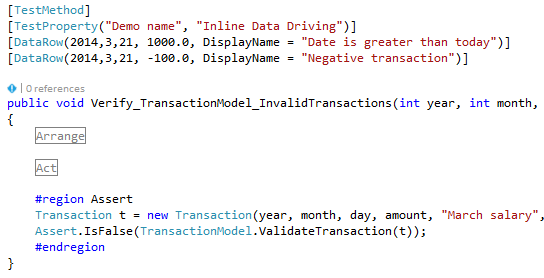 [TestMethod]
[TestProperty("Demo name", "Inline Data Driving")]
[DataRow(2014,3,21, 1000.0, DisplayName = "Date is greater than today")]
[DataRow(2014,3,21, -100.0, DisplayName = "Negative transaction")]
| 0 references
public void Verify_TransactionModel_InvalidTransactions(int year, int month,
{
Arrange
Act
#region Assert
Transaction t = new Transaction(year, month, day, amount, "March salary",
Assert.IsFalse(TransactionModel.ValidateTransaction(t));
#endregion
}